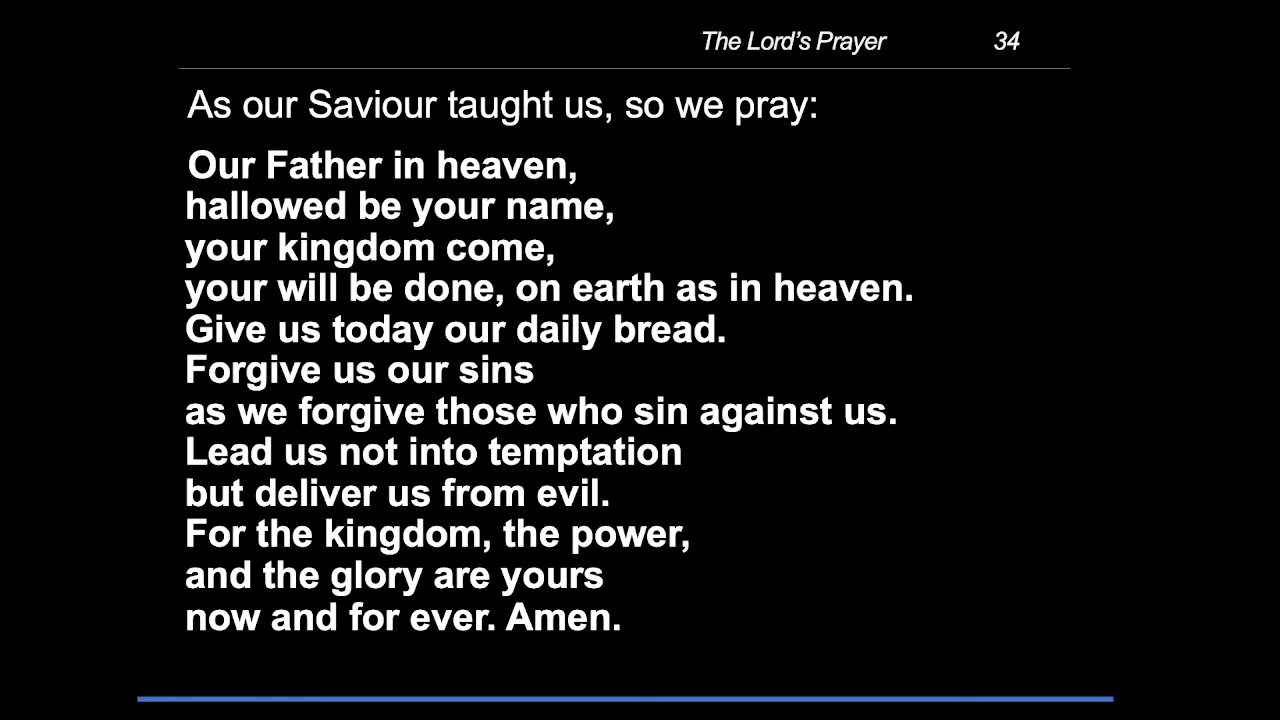 The Lord’s Prayer 34
As our Saviour taught us, so we pray:
Our Father in heaven,
hallowed be your name,
your kingdom come,
your will be done, on earth as in heaven.
Give us today our daily bread.
Forgive us our sins
as we forgive those who sin against us.
Lead us not into temptation
but deliver us from evil.
For the kingdom, the power,
and the glory are yours
now and for ever. Amen.